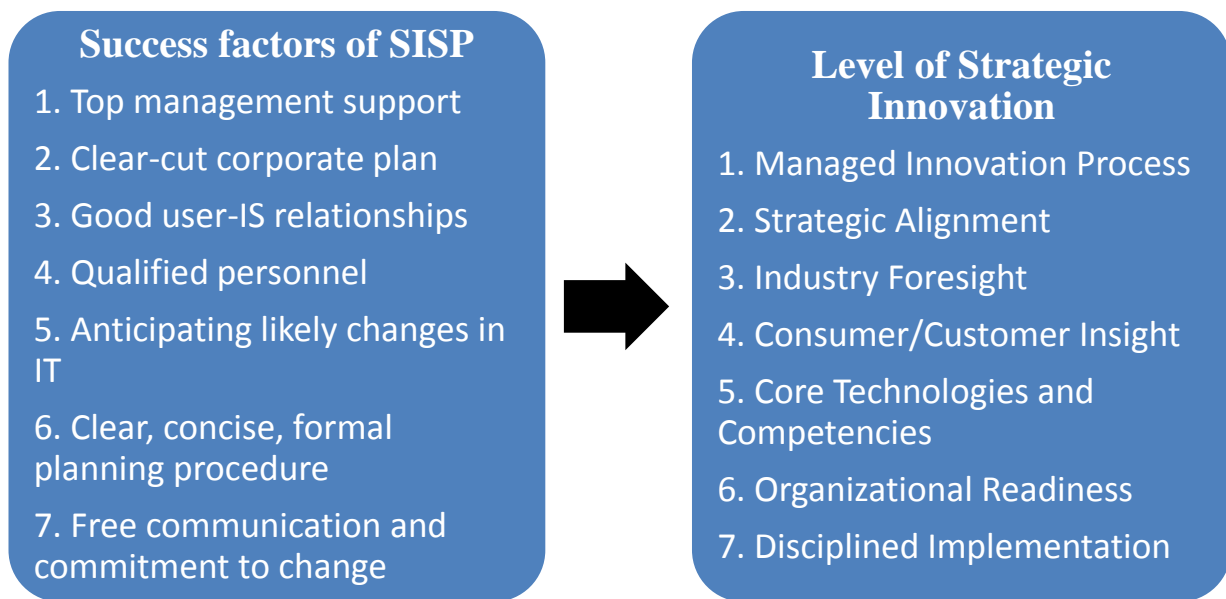 Success factors of SISP
1. Top management support
2. Clear-cut corporate plan
3. Good user-IS relationships
4. Qualified personnel
5. Anticipating likely changes in
IT
6. Clear, concise, formal
planning procedure
7. Free communication and
commitment to change
Level of Strategic
Innovation
1. Managed Innovation Process
2. Strategic Alignment
3. Industry Foresight
4. Consumer/Customer Insight
5. Core Technologies and
Competencies
6. Organizational Readiness
7. Disciplined Implementation